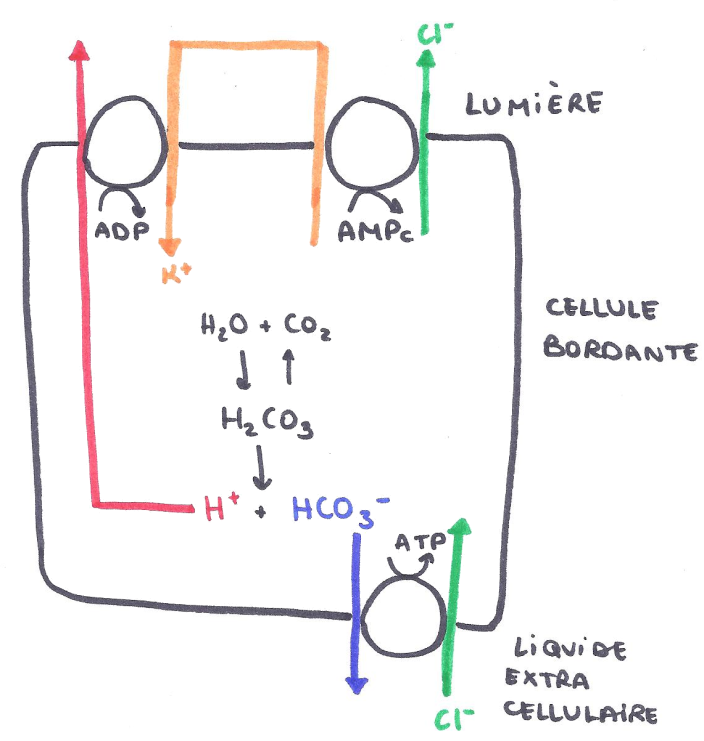 Cl⁻
LUMIÈRE
ADP
AMPc
K⁺
H₂O + CO₂
CELLULE
BORDANTE
H₂CO₃
H⁺ + HCO₃⁻
ATP
LIQUIDE
EXTRA
CELLULAIRE
Cl⁻